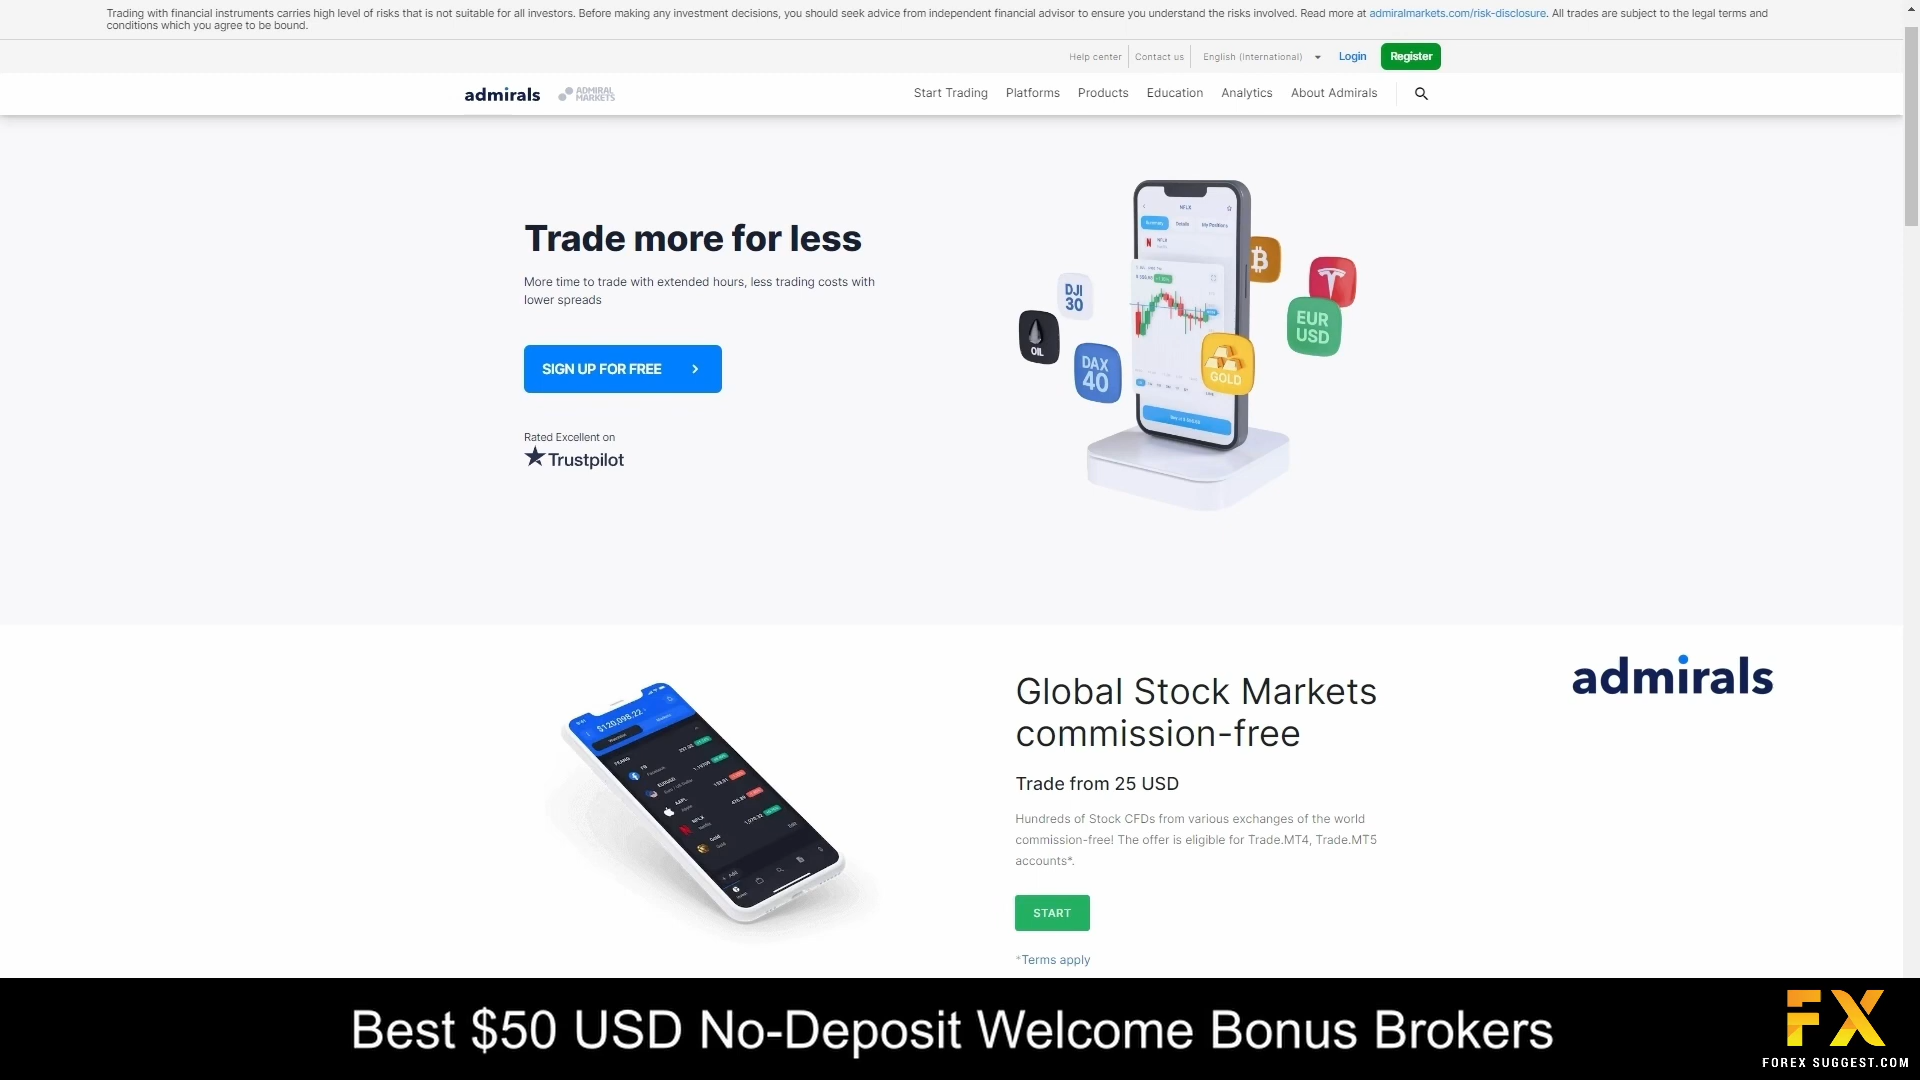 Trading with financial instruments carries high level of risks that is not suitable for all investors. Before making any investment decisions, you should seek advice from independent financial advisor to ensure you understand the risks involved. Read more at admiralmarkets.com/risk-disclosure. All trades are subject to the legal terms and
conditions which you agree to be bound.
Help center Contact us English (International) Login Register
admirals ADMIRAL MARKETS Start Trading Platforms Products Education Analytics About Admirals
Trade more for less
More time to trade with extended hours, less trading costs with
lower spreads
SIGN UP FOR FREE
Rated Excellent on
Trustpilot
NFLX
Details My Positions
DJI
30
OIL
DAX
40
EUR
USD
GOLD
admirals
Global Stock Markets
commission-free
Trade from 25 USD
Hundreds of Stock CFDs from various exchanges of the world
commission-free! The offer is eligible for Trade.MT4, Trade.MT5
accounts*.
START
*Terms apply
$120,098.22
Best $50 USD No-Deposit Welcome Bonus Brokers
FX
FOREX SUGGEST.COM